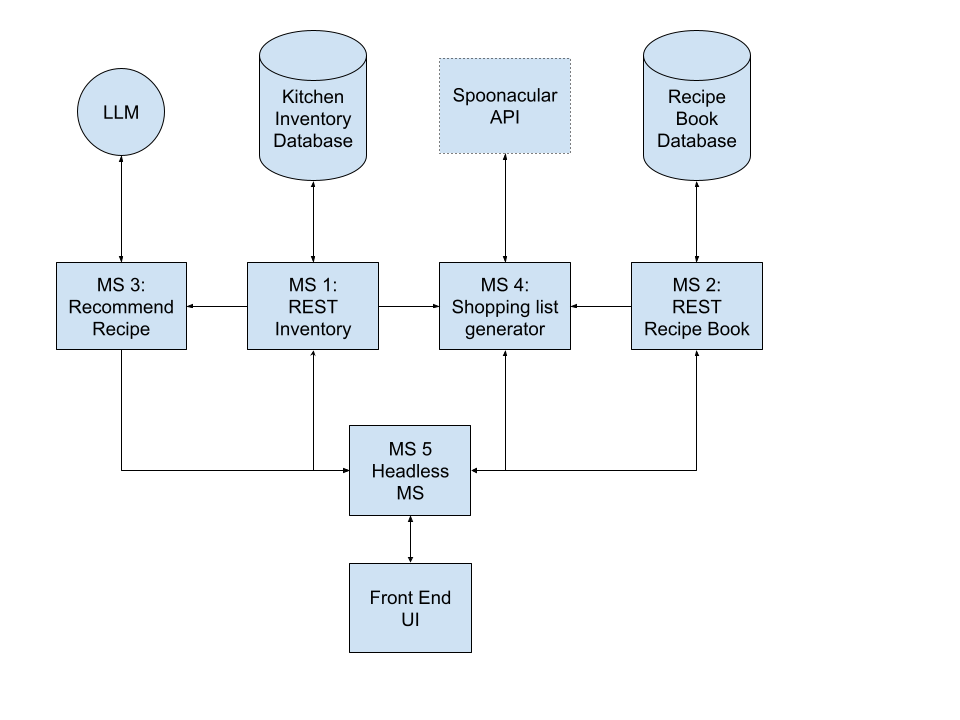 LLM
Kitchen
Inventory
Database
Spoonacular
API
Recipe
Book
Database
MS 3:
Recommend
Recipe
MS 1:
REST
Inventory
MS 4:
Shopping list
generator
MS 2:
REST
Recipe Book
MS 5
Headless
MS
Front End
UI